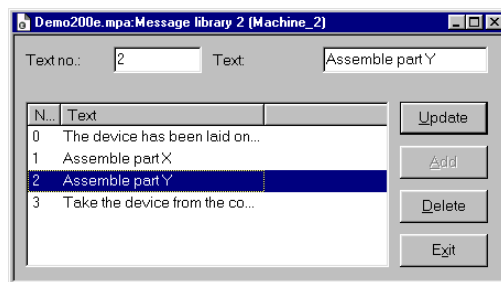 Demo200e.mpa:Message library 2 (Machine_2)
Text no.: 2 Text: Assemble part Y
N... Text
0 The device has been laid on...
1 Assemble part X
2 Assemble part Y
3 Take the device from the co...
Update
Add
Delete
Exit